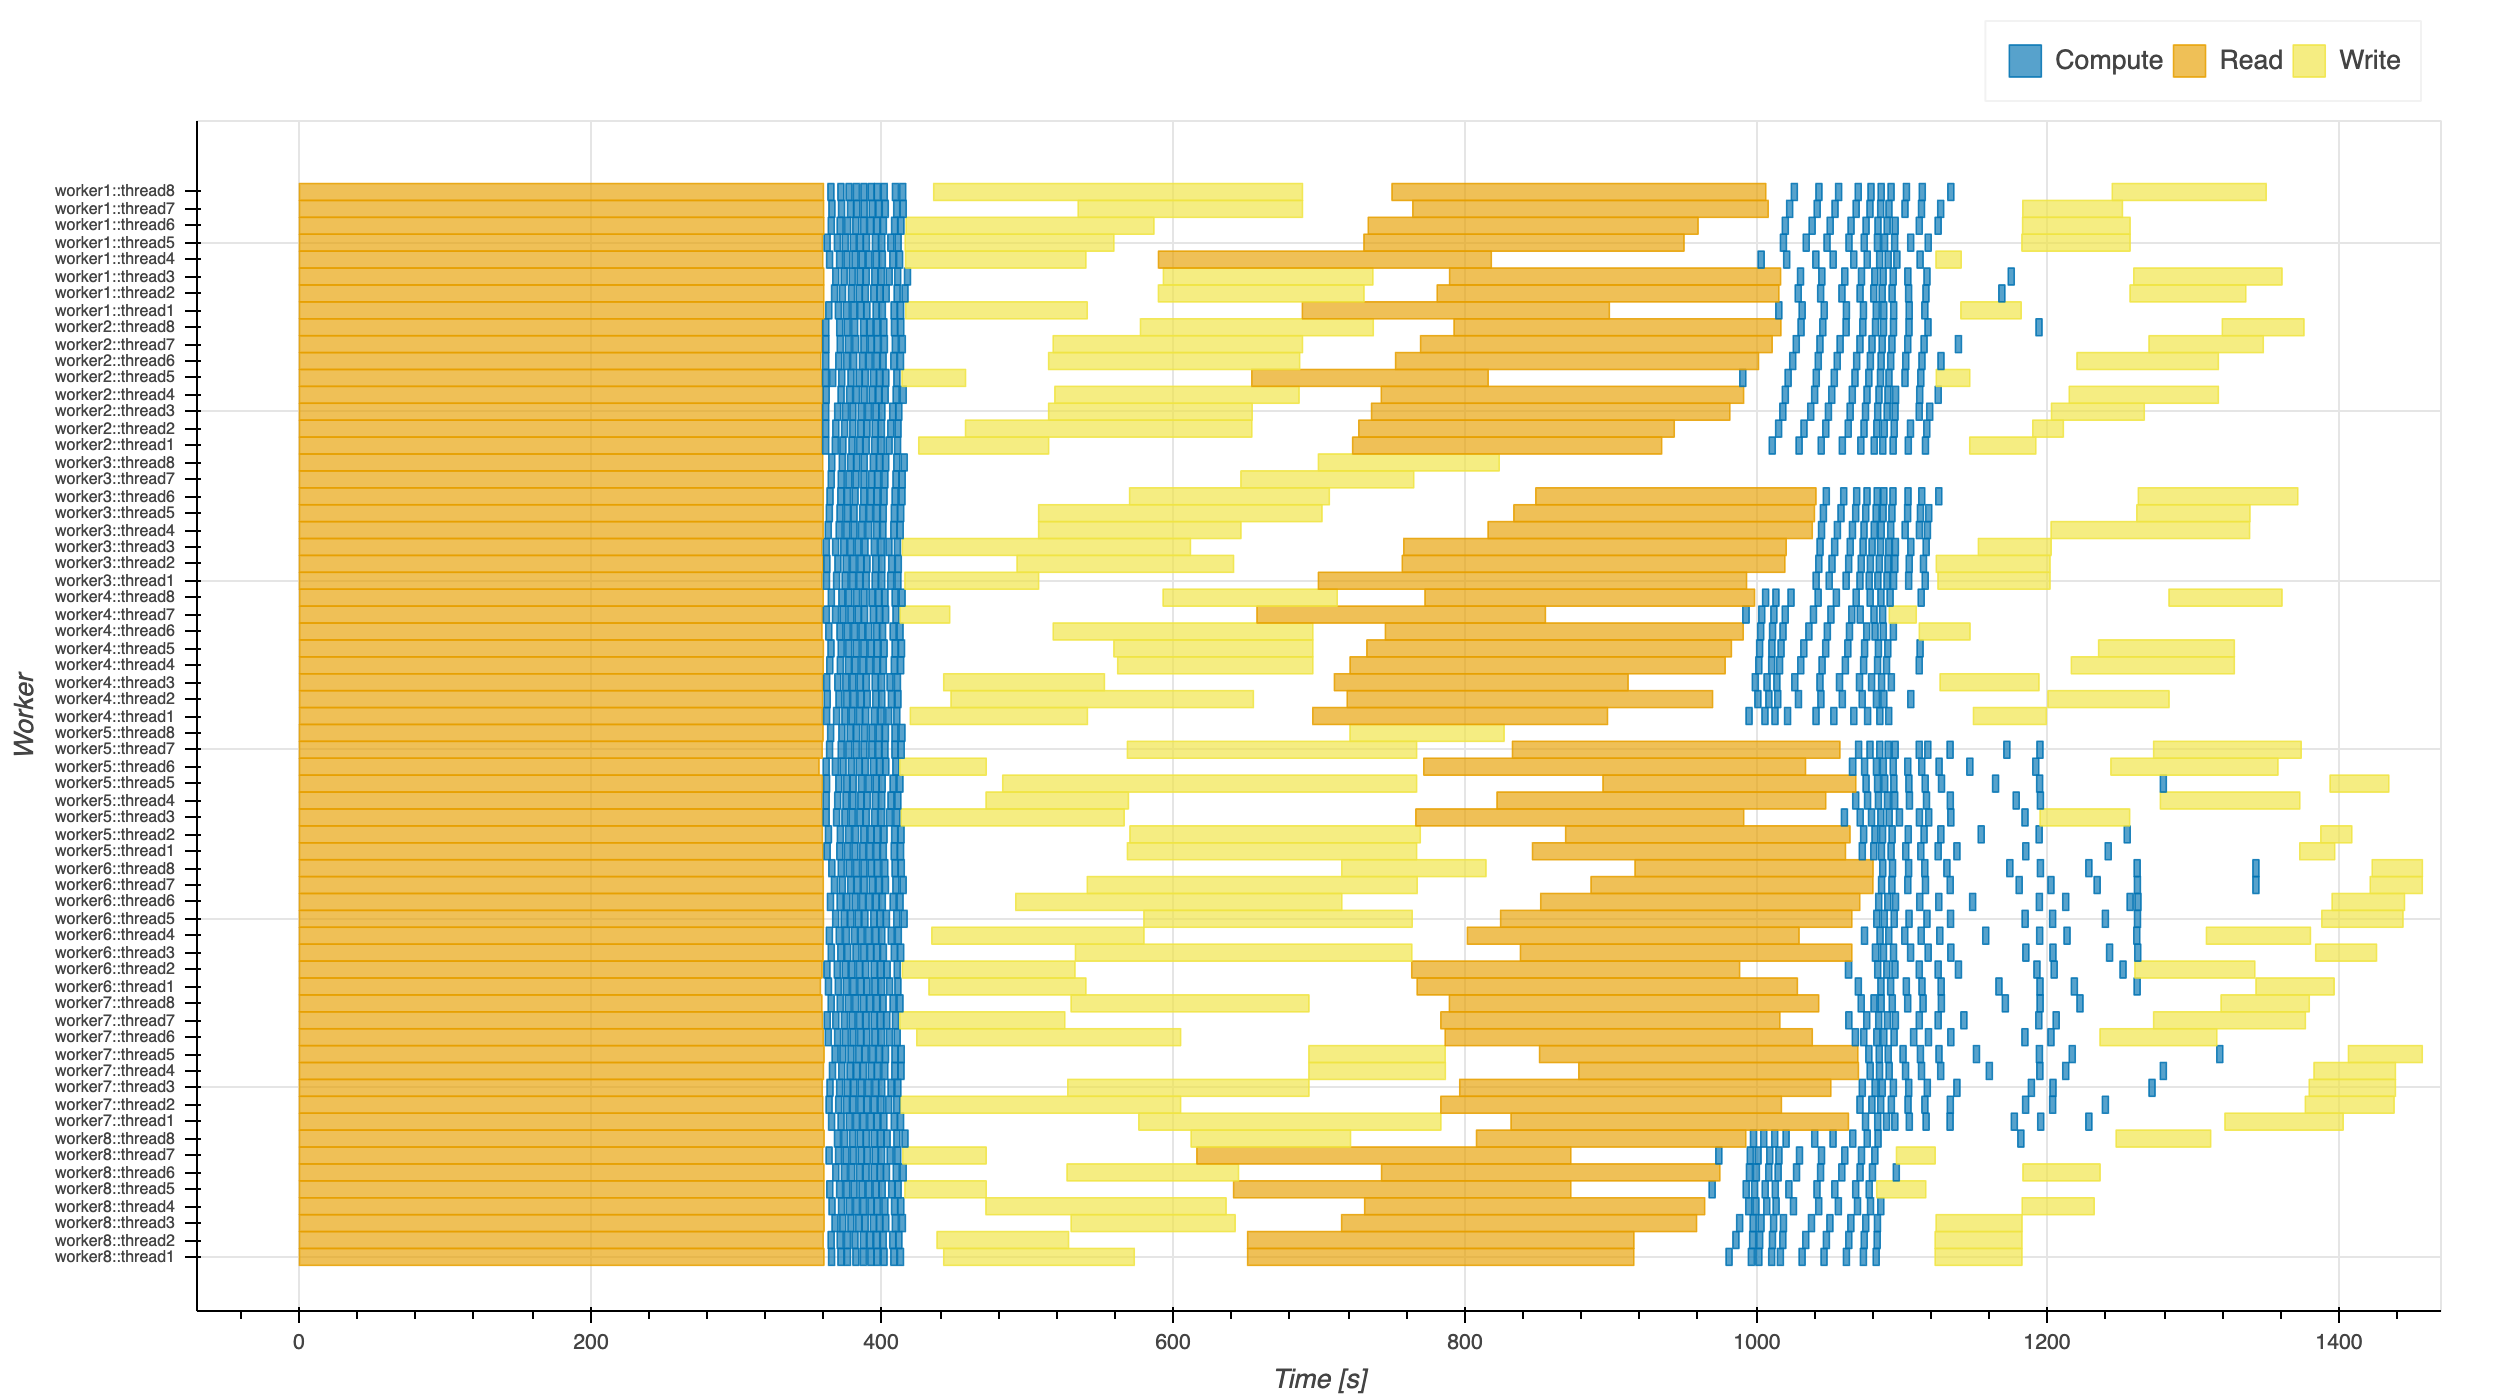 Compute Read Write
worker1::thread8
worker1::thread7
worker1::thread6
worker1::thread5
worker1::thread4
worker1::thread3
worker1::thread2
worker1::thread1
worker2::thread8
worker2::thread7
worker2::thread6
worker2::thread5
worker2::thread4
worker2::thread3
worker2::thread2
worker2::thread1
worker3::thread8
worker3::thread7
worker3::thread6
worker3::thread5
worker3::thread4
worker3::thread3
worker3::thread2
worker3::thread1
worker4::thread8
worker4::thread7
worker4::thread6
worker4::thread5
worker4::thread4
worker4::thread3
worker4::thread2
worker4::thread1
worker5::thread8
worker5::thread7
worker5::thread6
worker5::thread5
worker5::thread4
worker5::thread3
worker5::thread2
worker5::thread1
worker6::thread8
worker6::thread7
worker6::thread6
worker6::thread5
worker6::thread4
worker6::thread3
worker6::thread2
worker6::thread1
worker7::thread8
worker7::thread7
worker7::thread6
worker7::thread5
worker7::thread4
worker7::thread3
worker7::thread2
worker7::thread1
worker8::thread8
worker8::thread7
worker8::thread6
worker8::thread5
worker8::thread4
worker8::thread3
worker8::thread2
worker8::thread1
Worker
0 200 400 600 800 1000 1200 1400
Time [s]